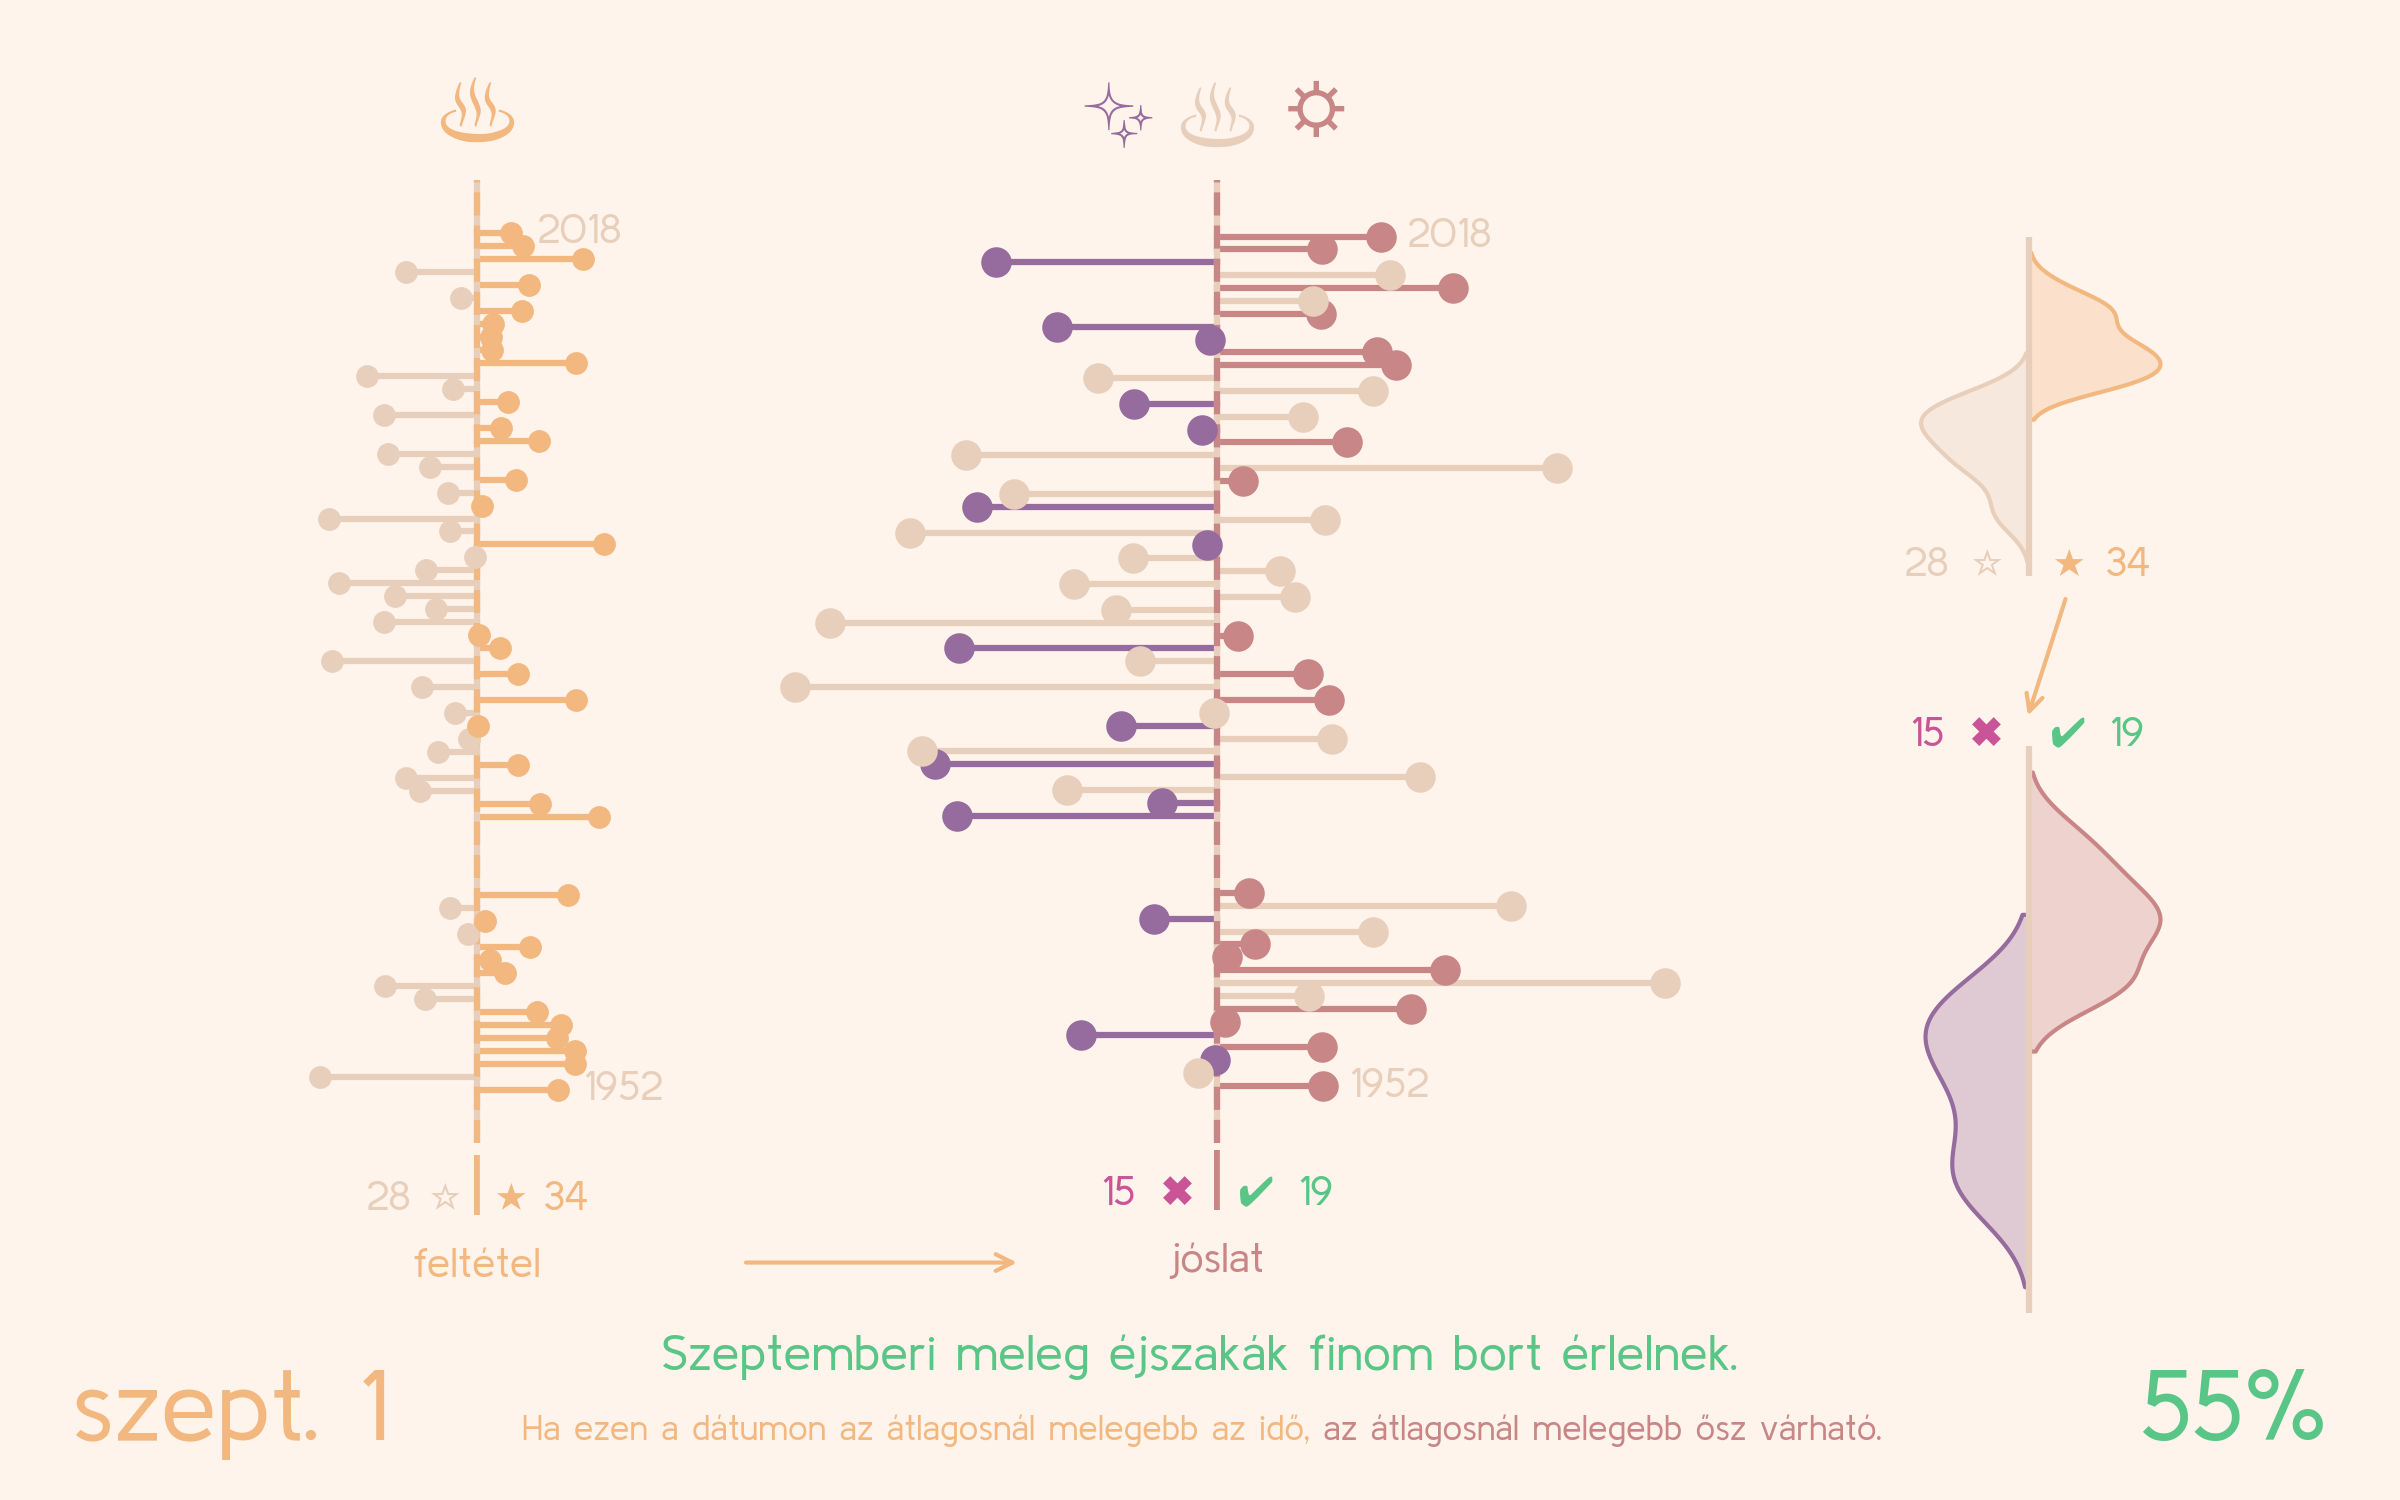 2018
2018
28 ☆ ★ 34
15 ✖ ✔ 19
1952
1952
28 ☆ ★ 34
15 ✖ ✔ 19
feltétel
jóslat
Szeptemberi meleg éjszakák finom bort érlelnek.
szept. 1
55%
Ha ezen a dátumon az átlagosnál melegebb az idő, az átlagosnál melegebb ősz várható.